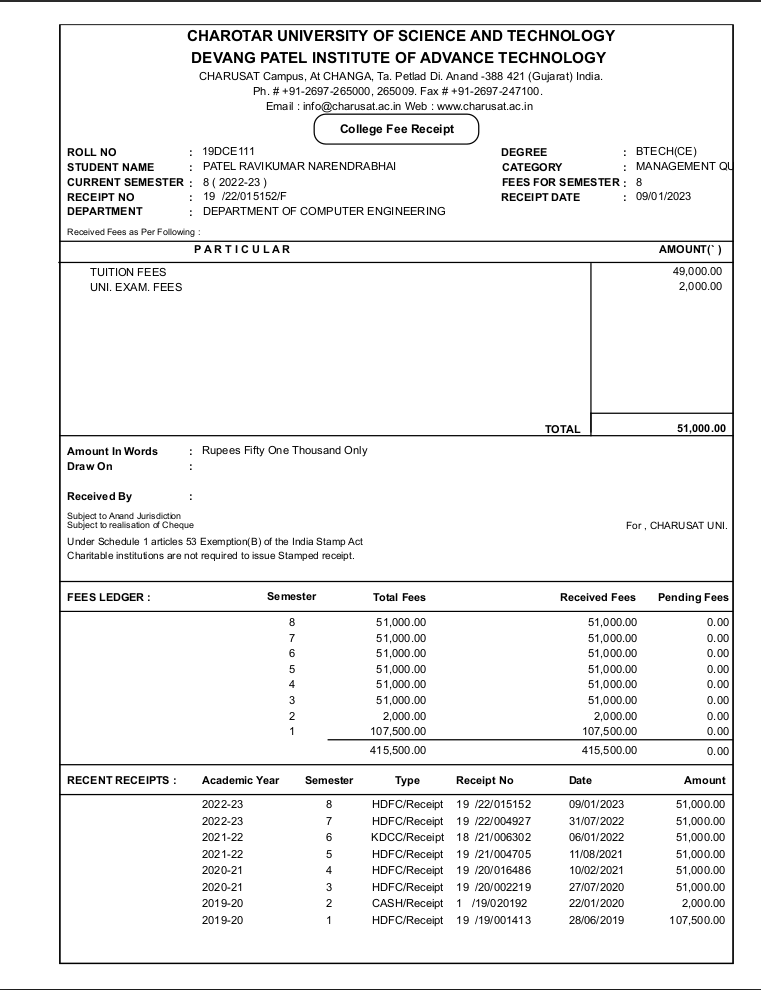 CHAROTAR UNIVERSITY OF SCIENCE AND TECHNOLOGY
DEVANG PATEL INSTITUTE OF ADVANCE TECHNOLOGY
CHARUSAT Campus, At CHANGA, Ta. Petlad Di. Anand -388 421 (Gujarat) India.
Ph. # +91-2697-265000, 265009. Fax # +91-2697-247100.
Email : info@charusat.ac.in Web : www.charusat.ac.in
College Fee Receipt
ROLL NO : 19DCE111 DEGREE : BTECH(CE)
STUDENT NAME : PATEL RAVIKUMAR NARENDRABHAI CATEGORY : MANAGEMENT QU
CURRENT SEMESTER : 8 ( 2022-23 ) FEES FOR SEMESTER : 8
RECEIPT NO : 19 /22/015152/F RECEIPT DATE : 09/01/2023
DEPARTMENT : DEPARTMENT OF COMPUTER ENGINEERING
Received Fees as Per Following :
PARTICULAR AMOUNT(`)
TUITION FEES 49,000.00
UNI. EXAM. FEES 2,000.00
TOTAL 51,000.00
Amount In Words : Rupees Fifty One Thousand Only
Draw On :
Received By :
Subject to Anand Jurisdiction
Subject to realisation of Cheque For , CHARUSAT UNI.
Under Schedule 1 articles 53 Exemption(B) of the India Stamp Act
Charitable institutions are not required to issue Stamped receipt.
FEES LEDGER : Semester Total Fees Received Fees Pending Fees
8 51,000.00 51,000.00 0.00
7 51,000.00 51,000.00 0.00
6 51,000.00 51,000.00 0.00
5 51,000.00 51,000.00 0.00
4 51,000.00 51,000.00 0.00
3 51,000.00 51,000.00 0.00
2 2,000.00 2,000.00 0.00
1 107,500.00 107,500.00 0.00
415,500.00 415,500.00 0.00
RECENT RECEIPTS : Academic Year Semester Type Receipt No Date Amount
2022-23 8 HDFC/Receipt 19 /22/015152 09/01/2023 51,000.00
2022-23 7 HDFC/Receipt 19 /22/004927 31/07/2022 51,000.00
2021-22 6 KDCC/Receipt 18 /21/006302 06/01/2022 51,000.00
2021-22 5 HDFC/Receipt 19 /21/004705 11/08/2021 51,000.00
2020-21 4 HDFC/Receipt 19 /20/016486 10/02/2021 51,000.00
2020-21 3 HDFC/Receipt 19 /20/002219 27/07/2020 51,000.00
2019-20 2 CASH/Receipt 1 /19/020192 22/01/2020 2,000.00
2019-20 1 HDFC/Receipt 19 /19/001413 28/06/2019 107,500.00